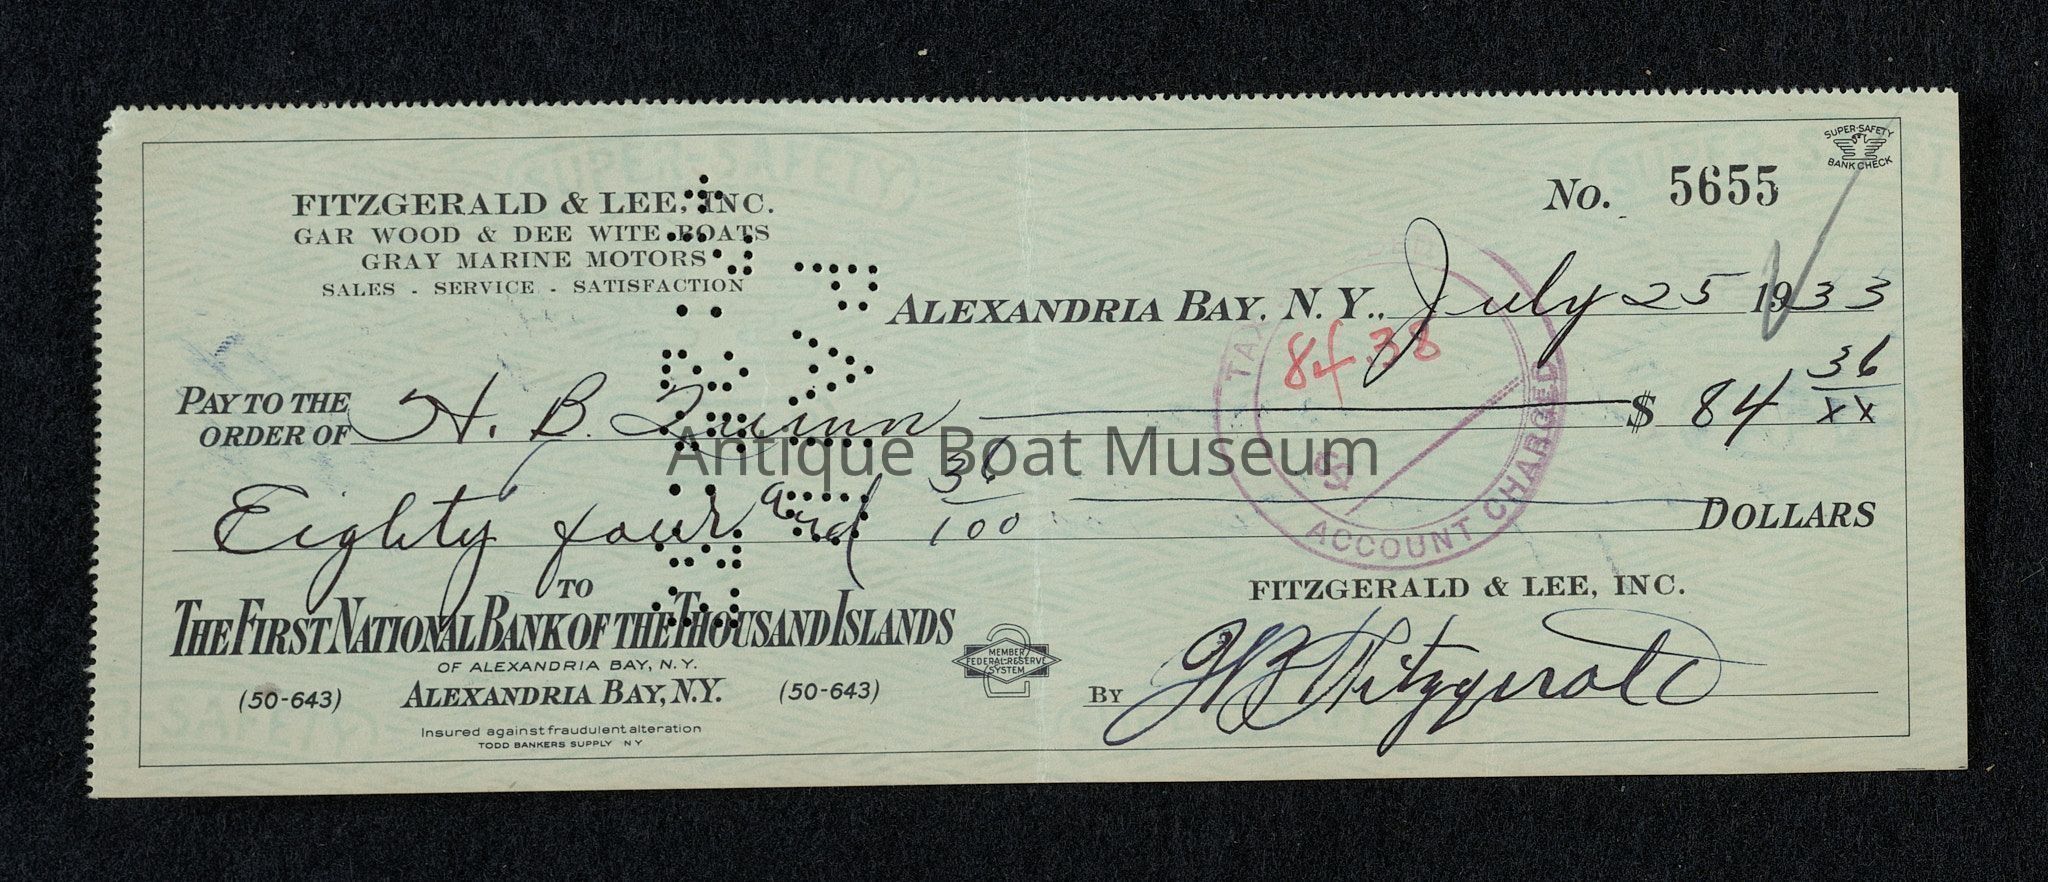 SUPER-SAFETY
BANK CHECK
No. 5655
FITZGERALD & LEE, INC.
GAR WOOD & DEE WITE BOATS
GRAY MARINE MOTORS
SALES - SERVICE - SATISFACTION
ALEXANDRIA BAY, N. Y., July 25 1933
84.38
PAY TO THE ORDER OF H. B. Quinn $ 84 36/xx
Antique Boat Museum
Eighty four and 36/100 DOLLARS
TAX
ACCOUNT CHARGED
TO
THE FIRST NATIONAL BANK OF THE THOUSAND ISLANDS
OF ALEXANDRIA BAY, N.Y.
(50-643) ALEXANDRIA BAY, N.Y. (50-643)
MEMBER
FEDERAL RESERVE
SYSTEM
Insured against fraudulent alteration
TODD BANKERS SUPPLY NY
FITZGERALD & LEE, INC.
BY Fitzgerald